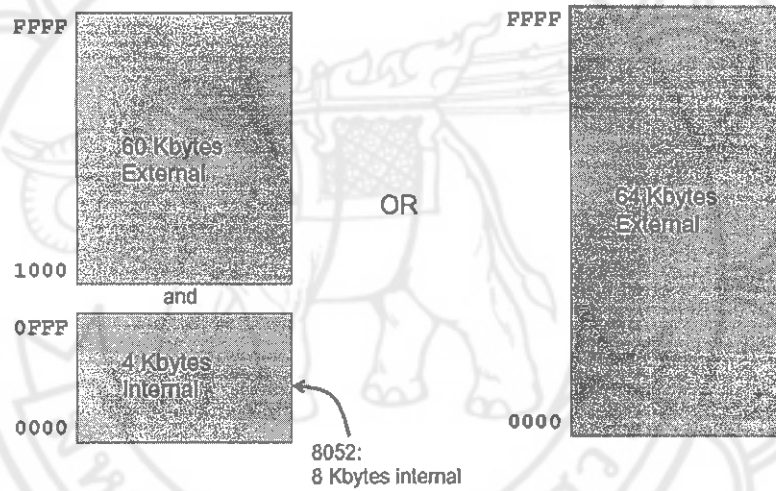 FFFF
60 Kbytes
External
1000
and
0FFF
4 Kbytes
Internal
0000
8052:
8 Kbytes internal
OR
FFFF
64 Kbytes
External
0000